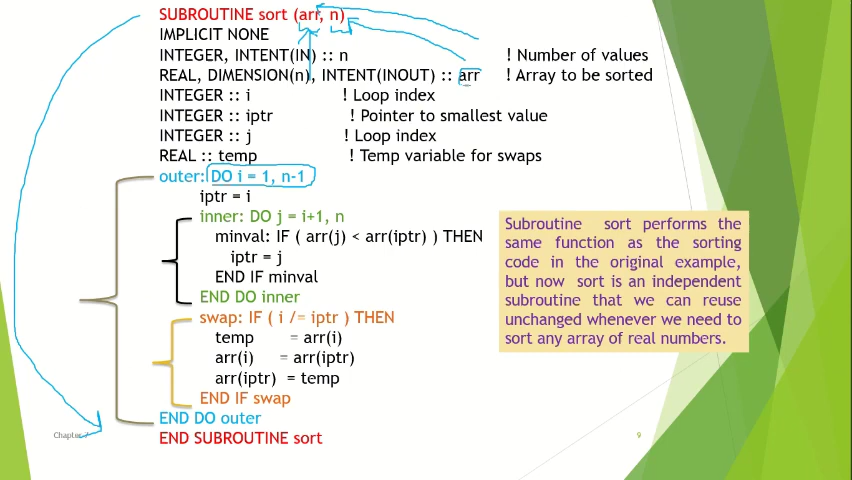 SUBROUTINE sort (arr, n)
IMPLICIT NONE
INTEGER, INTENT(IN) :: n ! Number of values
REAL, DIMENSION(n), INTENT(INOUT) :: arr ! Array to be sorted
INTEGER :: i ! Loop index
INTEGER :: iptr ! Pointer to smallest value
INTEGER :: j ! Loop index
REAL :: temp ! Temp variable for swaps
outer: DO i = 1, n-1
iptr = i
inner: DO j = i+1, n
minval: IF ( arr(j) < arr(iptr) ) THEN
iptr = j
END IF minval
END DO inner
swap: IF ( i /= iptr ) THEN
temp = arr(i)
arr(i) = arr(iptr)
arr(iptr) = temp
END IF swap
END DO outer
END SUBROUTINE sort
Subroutine sort performs the
same function as the sorting
code in the original example,
but now sort is an independent
subroutine that we can reuse
unchanged whenever we need to
sort any array of real numbers.
Chapter 7
9